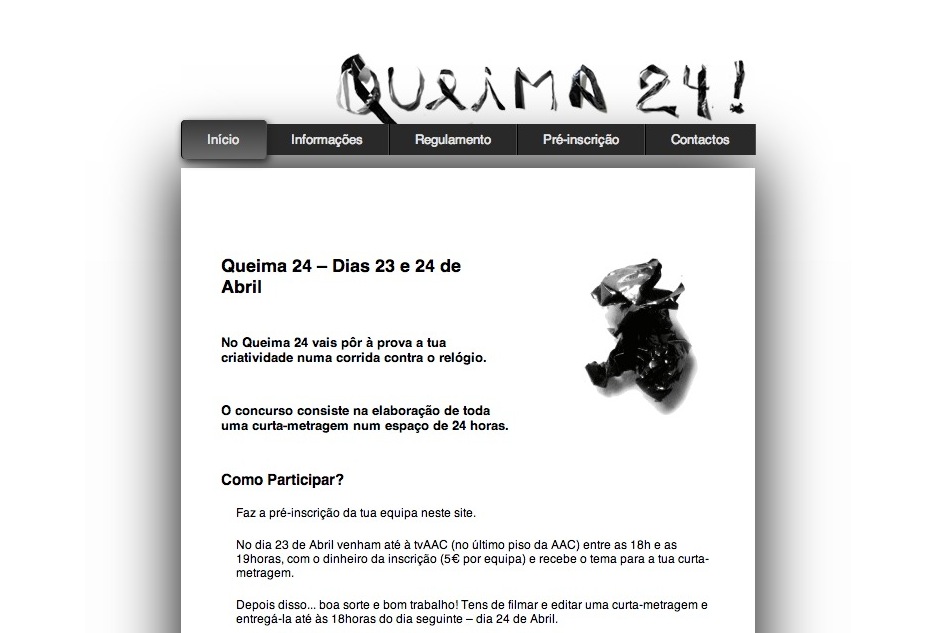 QUEIMA 24!
Início
Informações
Regulamento
Pré-inscrição
Contactos
Queima 24 – Dias 23 e 24 de
Abril
No Queima 24 vais pôr à prova a tua
criatividade numa corrida contra o relógio.
O concurso consiste na elaboração de toda
uma curta-metragem num espaço de 24 horas.
Como Participar?
Faz a pré-inscrição da tua equipa neste site.
No dia 23 de Abril venham até à tvAAC (no último piso da AAC) entre as 18h e as
19horas, com o dinheiro da inscrição (5€ por equipa) e recebe o tema para a tua curta-
metragem.
Depois disso... boa sorte e bom trabalho! Tens de filmar e editar uma curta-metragem e
entregá-la até às 18horas do dia seguinte – dia 24 de Abril.